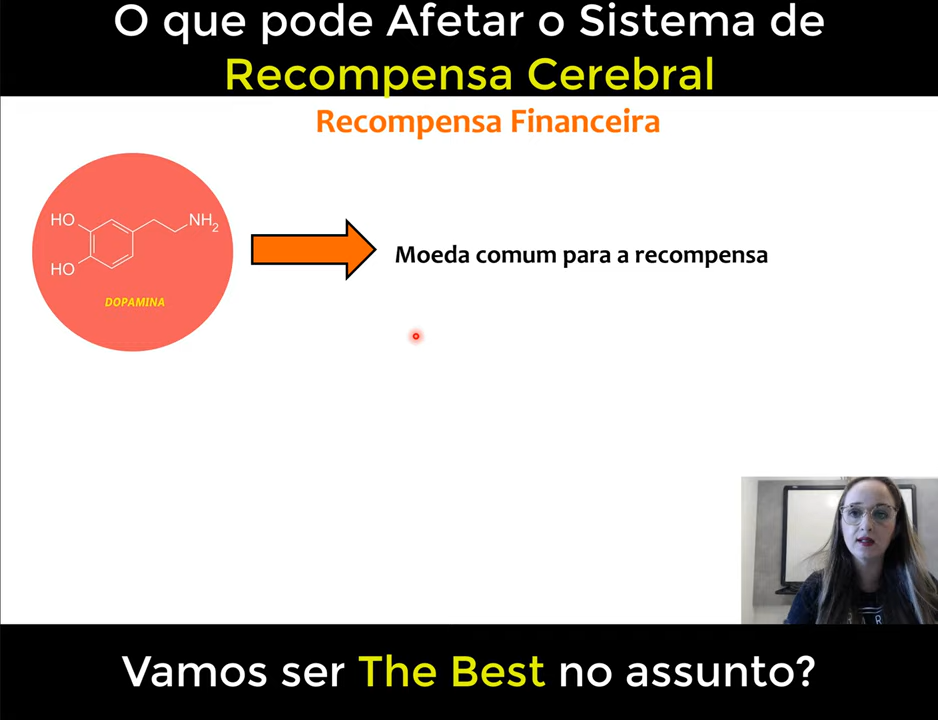 O que pode Afetar o Sistema de
Recompensa Cerebral
Recompensa Financeira
HO
NH2
HO
DOPAMINA
Moeda comum para a recompensa
Vamos ser The Best no assunto?